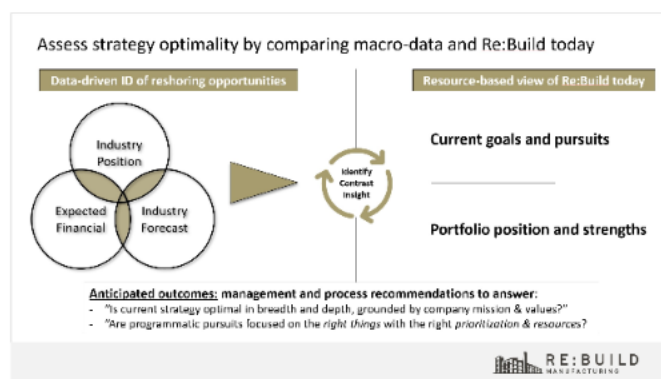 Assess strategy optimality by comparing macro-data and Re:Build today
Data-driven ID of reshoring opportunities
Resource-based view of Re:Build today
Industry
Position
Expected
Financial
Industry
Forecast
Identify
Contrast
Insight
Current goals and pursuits
Portfolio position and strengths
Anticipated outcomes: management and process recommendations to answer:
- "Is current strategy optimal in breadth and depth, grounded by company mission & values?"
- "Are programmatic pursuits focused on the right things with the right prioritization & resources?
RE:BUILD
MANUFACTURING